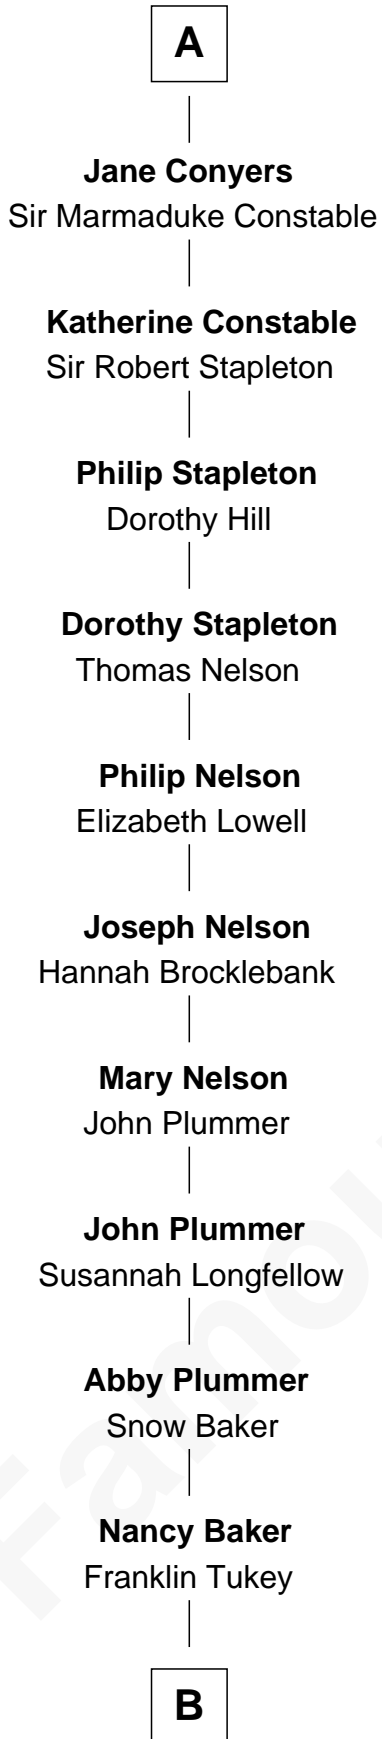 A
Jane Conyers
Sir Marmaduke Constable
Katherine Constable
Sir Robert Stapleton
Philip Stapleton
Dorothy Hill
Dorothy Stapleton
Thomas Nelson
Philip Nelson
Elizabeth Lowell
Joseph Nelson
Hannah Brocklebank
Mary Nelson
John Plummer
John Plummer
Susannah Longfellow
Abby Plummer
Snow Baker
Nancy Baker
Franklin Tukey
B